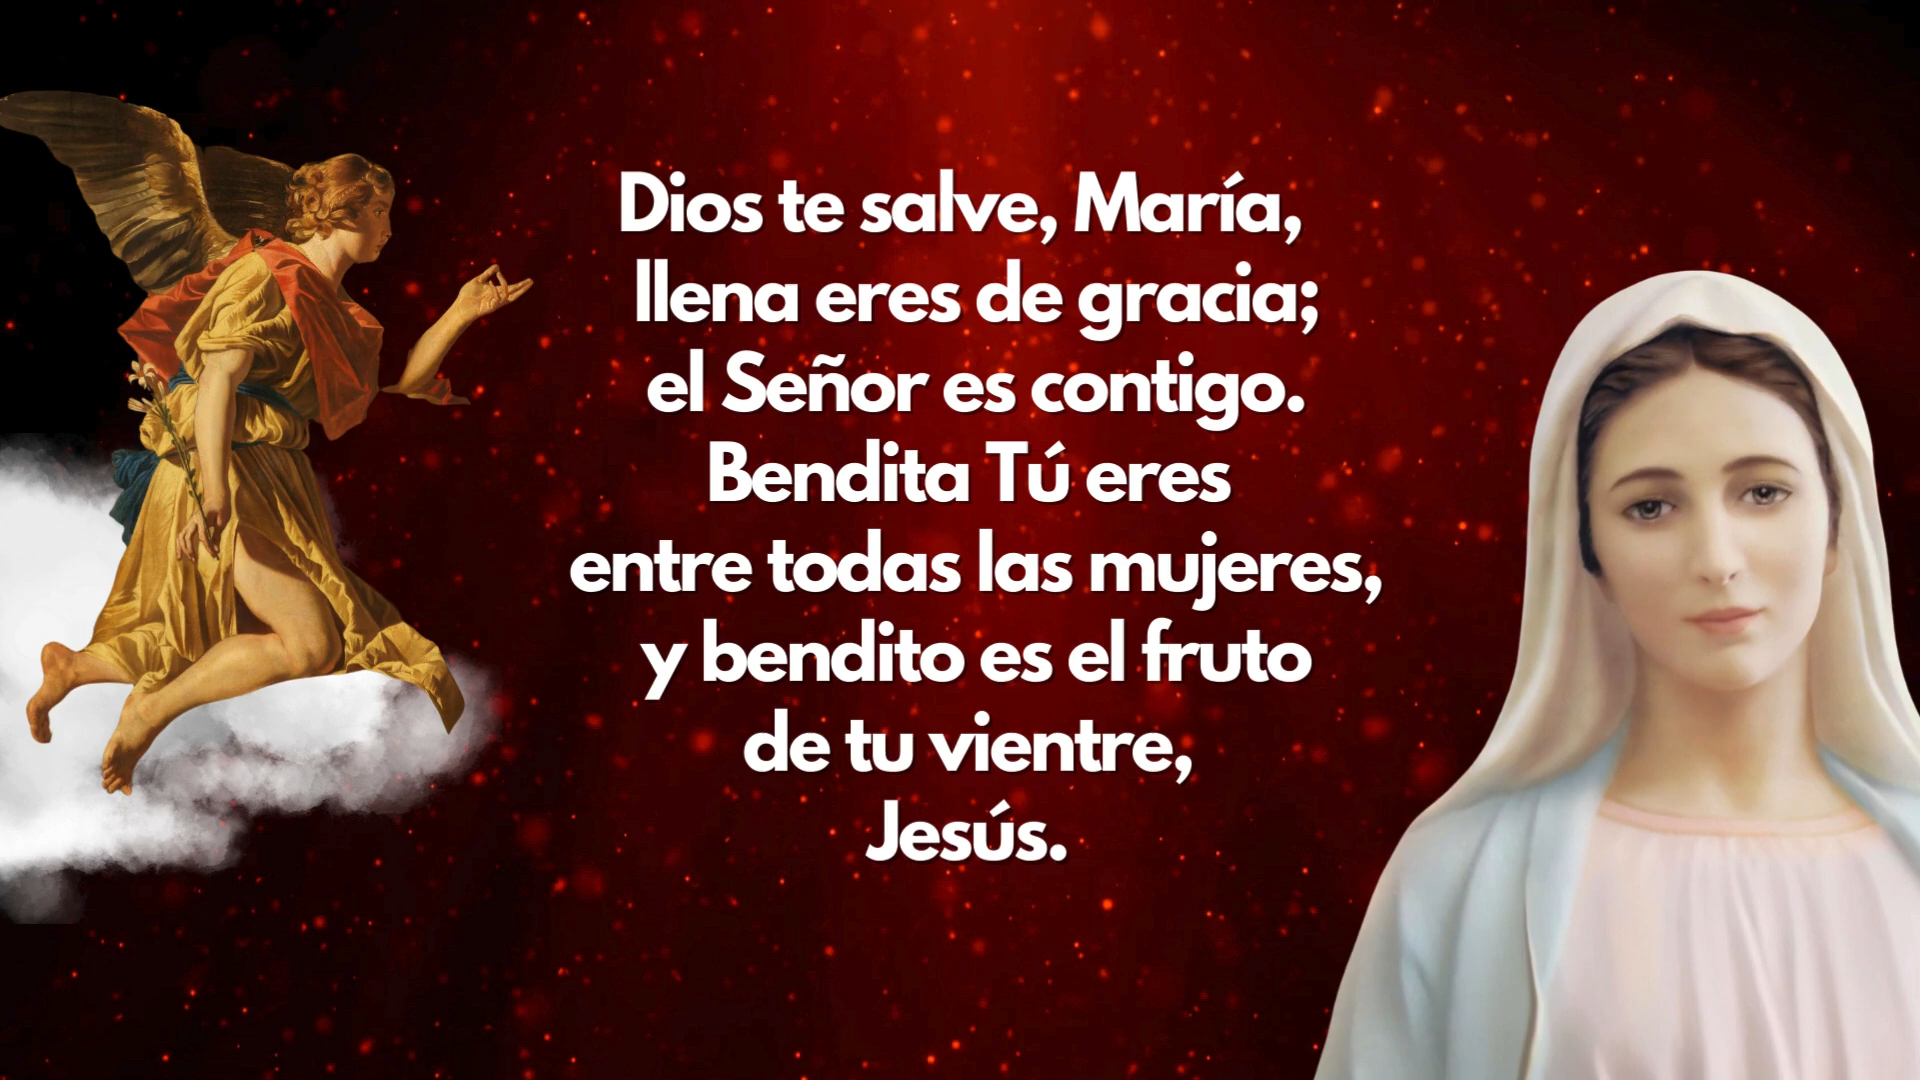 Dios te salve, María,
llena eres de gracia;
el Señor es contigo.
Bendita Tú eres
entre todas las mujeres,
y bendito es el fruto
de tu vientre,
Jesús.